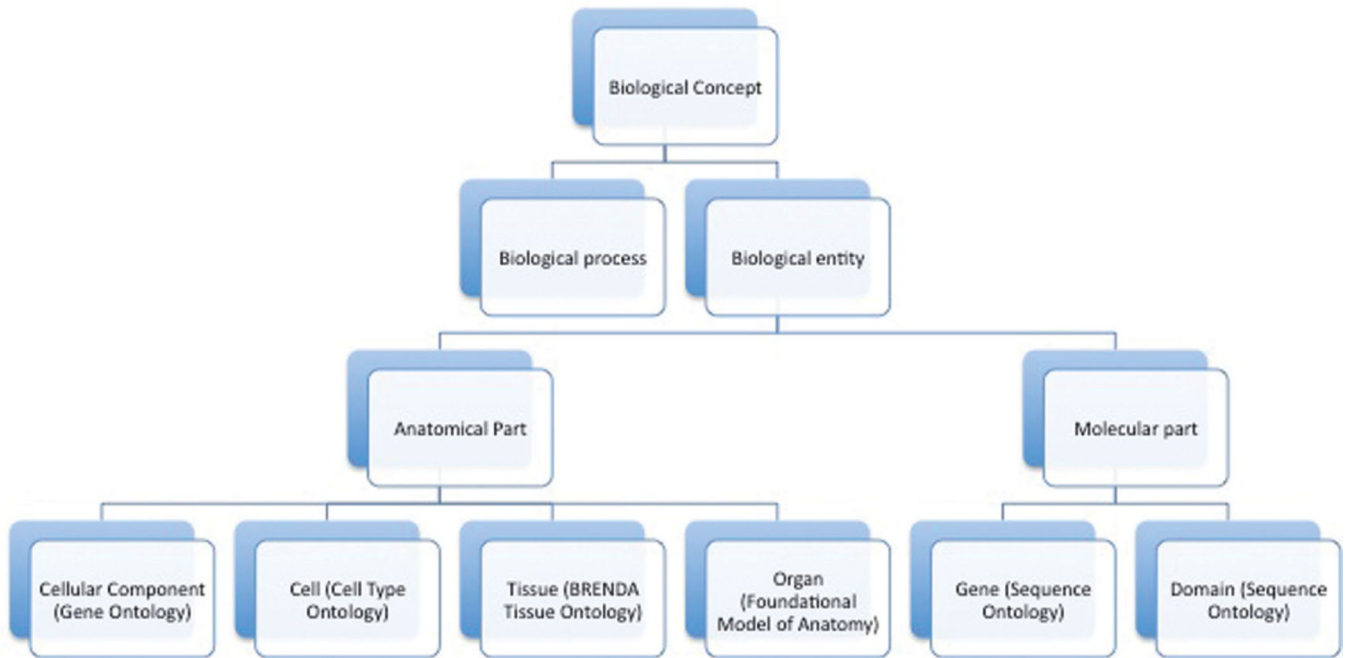 Biological Concept
Biological process
Biological entity
Anatomical Part
Molecular part
Cellular Component
(Gene Ontology)
Cell (Cell Type
Ontology)
Tissue (BRENDA
Tissue Ontology)
Organ
(Foundational
Model of Anatomy)
Gene (Sequence
Ontology)
Domain (Sequence
Ontology)